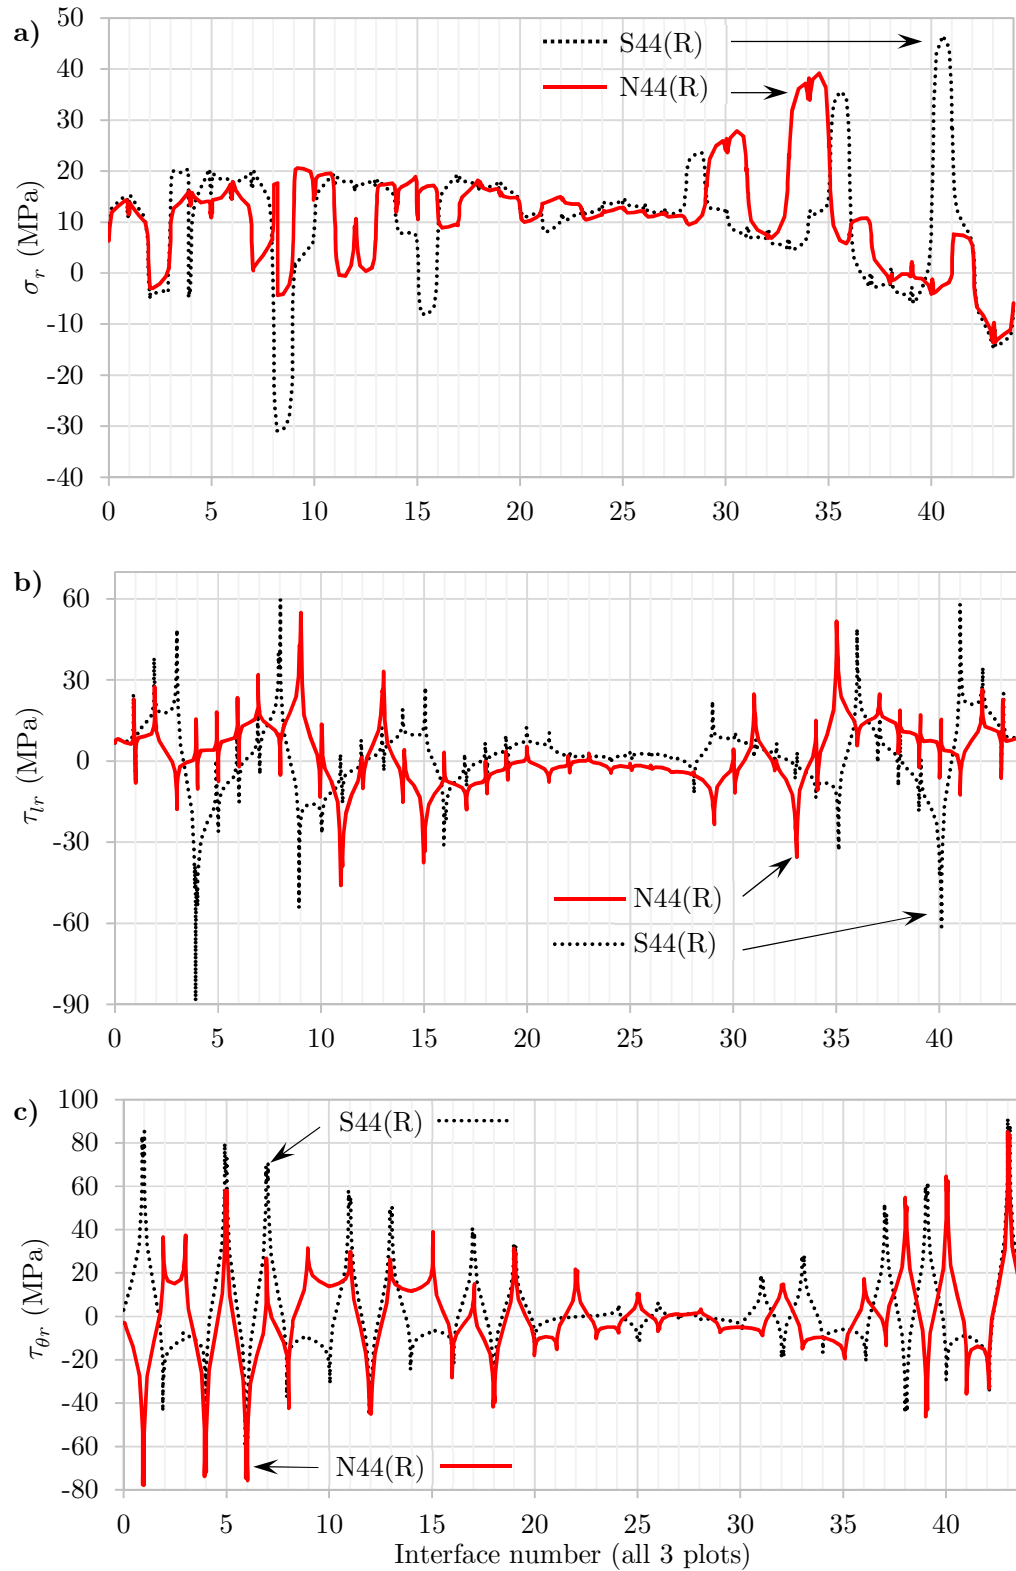 a)
50
40
30
20
10
0
-10
-20
-30
-40
σr (MPa)
S44(R)
N44(R)
0 5 10 15 20 25 30 35 40
b)
60
30
0
-30
-60
-90
τlr (MPa)
N44(R)
S44(R)
0 5 10 15 20 25 30 35 40
c)
100
80
60
40
20
0
-20
-40
-60
-80
τθr (MPa)
S44(R)
N44(R)
0 5 10 15 20 25 30 35 40
Interface number (all 3 plots)